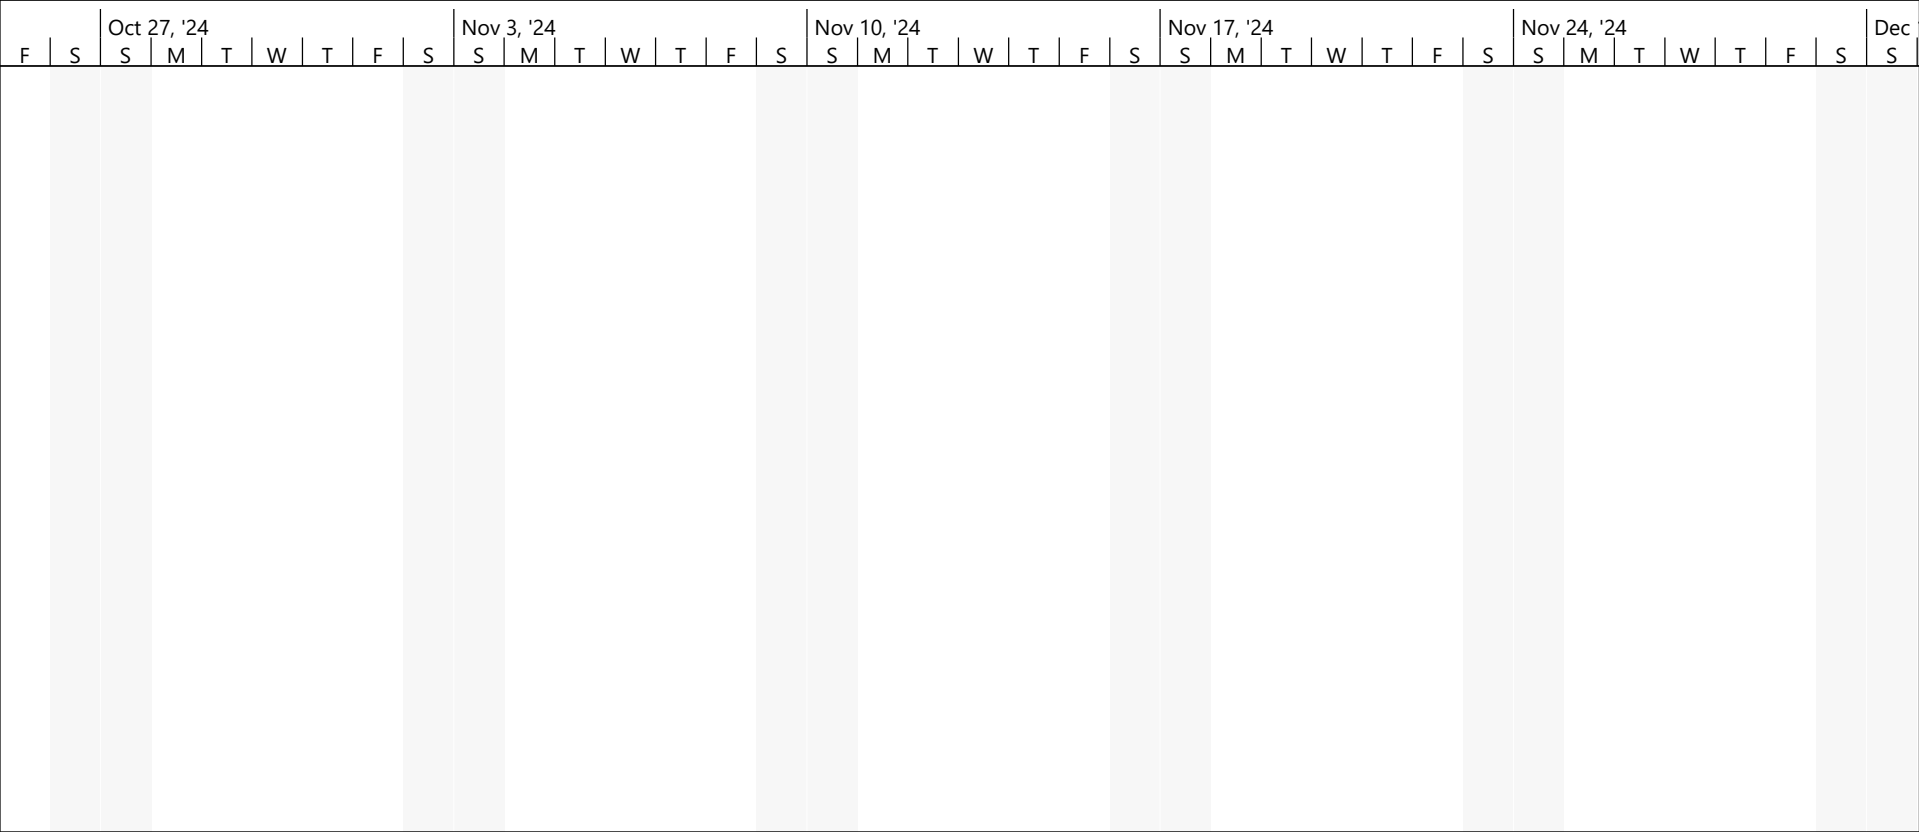 Oct 27, '24 Nov 3, '24 Nov 10, '24 Nov 17, '24 Nov 24, '24 Dec
F S S M T W T F S S M T W T F S S M T W T F S S M T W T F S S M T W T F S S